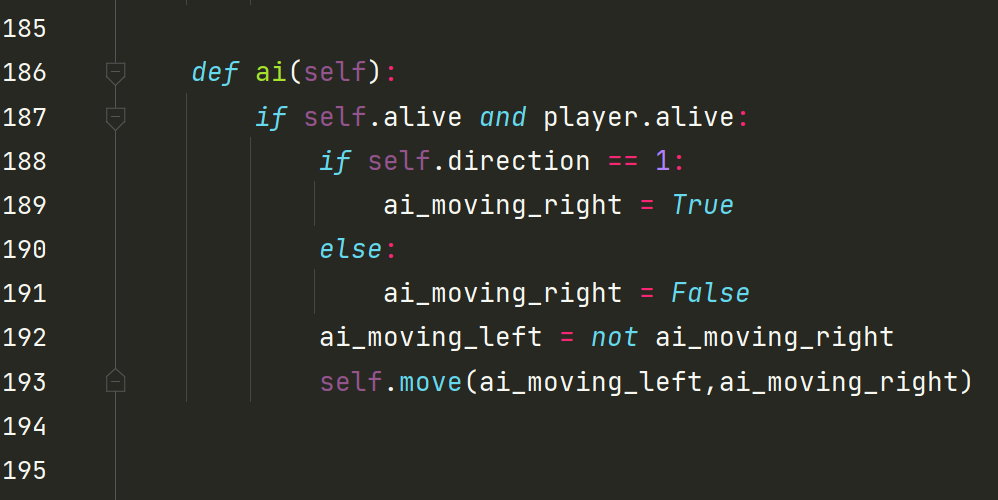 185
186 def ai(self):
187 if self.alive and player.alive:
188 if self.direction == 1:
189 ai_moving_right = True
190 else:
191 ai_moving_right = False
192 ai_moving_left = not ai_moving_right
193 self.move(ai_moving_left,ai_moving_right)
194
195